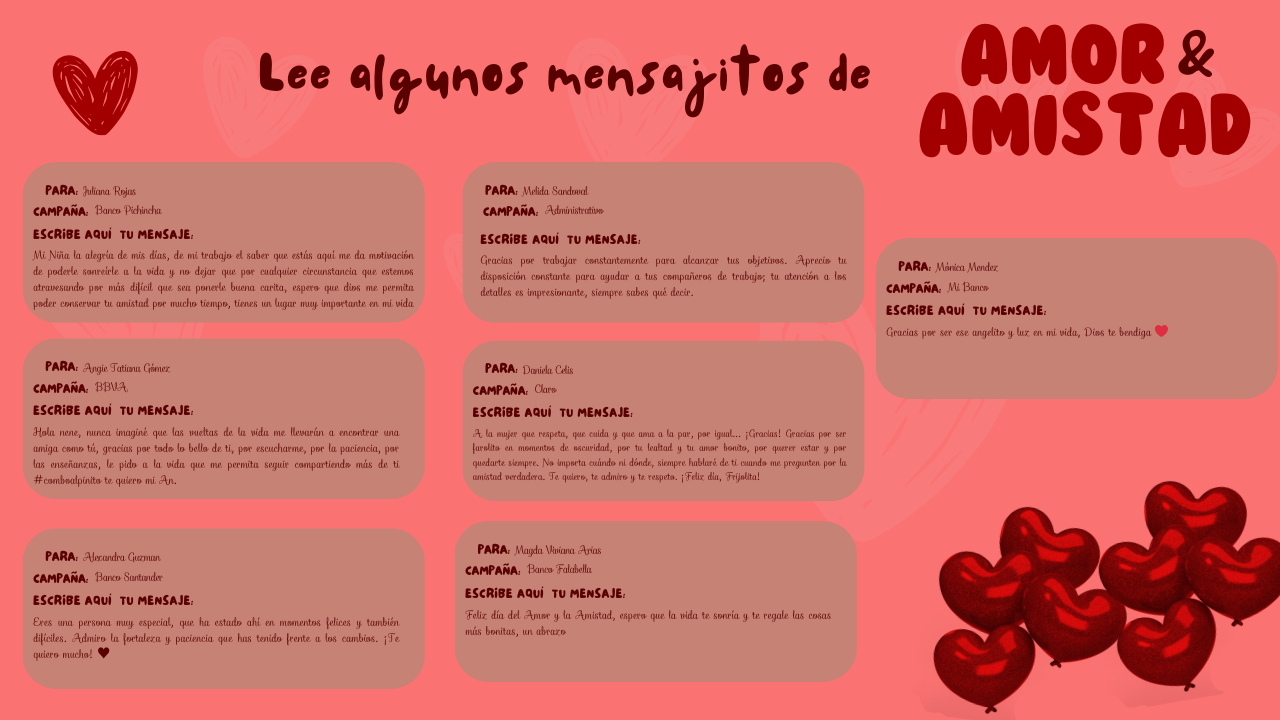 Lee algunos mensajitos de
AMOR &
AMISTAD
PARA: Juliana Rojas
CAMPAÑA: Banco Pichincha
ESCRIBE AQUÍ TU MENSAJE:
Mi Niña la alegría de mis días, de mi trabajo el saber que estás aquí me da motivación
de poderle sonreírle a la vida y no dejar que por cualquier circunstancia que estemos
atravesando por más difícil que sea ponerle buena carita, espero que dios me permita
poder conservar tu amistad por mucho tiempo, tienes un lugar muy importante en mi vida
PARA: Angie Tatiana Gómez
CAMPAÑA: BBVA
ESCRIBE AQUÍ TU MENSAJE:
Hola nene, nunca imaginé que las vueltas de la vida me llevarán a encontrar una
amiga como tú, gracias por todo lo bello de ti, por escucharme, por la paciencia, por
las enseñanzas, le pido a la vida que me permita seguir compartiendo más de ti
#comboalpinito te quiero mi An.
PARA: Alexandra Guzman
CAMPAÑA: Banco Santander
ESCRIBE AQUÍ TU MENSAJE:
Eres una persona muy especial, que ha estado ahí en momentos felices y también
difíciles. Admiro la fortaleza y paciencia que has tenido frente a los cambios. ¡Te
quiero mucho! ♥
PARA: Melida Sandoval
CAMPAÑA: Administrativo
ESCRIBE AQUÍ TU MENSAJE:
Gracias por trabajar constantemente para alcanzar tus objetivos. Aprecio tu
disposición constante para ayudar a tus compañeros de trabajo; tu atención a los
detalles es impresionante, siempre sabes qué decir.
PARA: Daniela Celis
CAMPAÑA: Claro
ESCRIBE AQUÍ TU MENSAJE:
A la mujer que respeta, que cuida y que ama a la par, por igual... ¡Gracias! Gracias por ser
farolito en momentos de oscuridad, por tu lealtad y tu amor bonito, por querer estar y por
quedarte siempre. No importa cuándo ni dónde, siempre hablaré de ti cuando me pregunten por la
amistad verdadera. Te quiero, te admiro y te respeto. ¡Feliz día, Frijolita!
PARA: Magda Viviana Arias
CAMPAÑA: Banco Falabella
ESCRIBE AQUÍ TU MENSAJE:
Feliz día del Amor y la Amistad, espero que la vida te sonría y te regale las cosas
más bonitas, un abrazo
PARA: Mónica Mendez
CAMPAÑA: Mi Banco
ESCRIBE AQUÍ TU MENSAJE:
Gracias por ser ese angelito y luz en mi vida, Dios te bendiga ❤